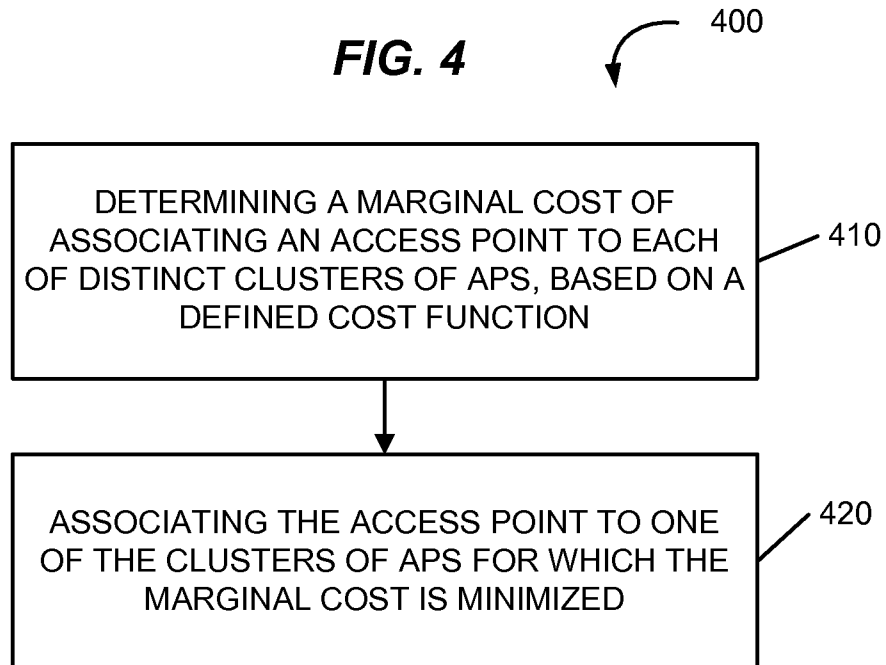 FIG. 4
400
DETERMINING A MARGINAL COST OF
ASSOCIATING AN ACCESS POINT TO EACH
OF DISTINCT CLUSTERS OF APS, BASED ON A
DEFINED COST FUNCTION
410
ASSOCIATING THE ACCESS POINT TO ONE
OF THE CLUSTERS OF APS FOR WHICH THE
MARGINAL COST IS MINIMIZED
420